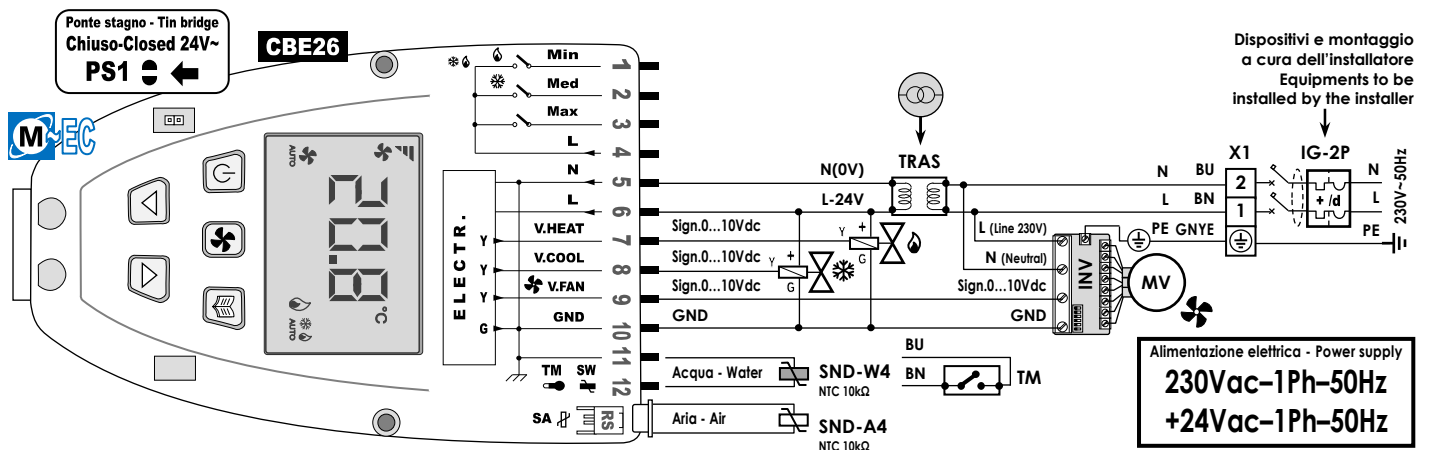 Ponte stagno - Tin bridge
Chiuso-Closed 24V~
PS1
CBE26
M~EC
Min
Med
Max
L
N
L
V.HEAT
V.COOL
V.FAN
GND
ELECTR.
Y
Y
Y
G
1
2
3
4
5
6
7
8
9
10
11
12
TM
SW
SA
RS
AUTO
20.8
°C
AUTO
TRAS
N(0V)
L-24V
Sign.0...10Vdc
Sign.0...10Vdc
Sign.0...10Vdc
GND
Y
+
G
Y
+
G
L (Line 230V)
N (Neutral)
Sign.0...10Vdc
GND
INV
MV
PE GNYE
N
BU
L
BN
X1
2
1
IG-2P
+ /d
N
L
PE
230V~50Hz
Dispositivi e montaggio
a cura dell'installatore
Equipments to be
installed by the installer
Acqua - Water
SND-W4
NTC 10kΩ
Aria - Air
SND-A4
NTC 10kΩ
BU
BN
TM
Alimentazione elettrica - Power supply
230Vac–1Ph–50Hz
+24Vac–1Ph–50Hz